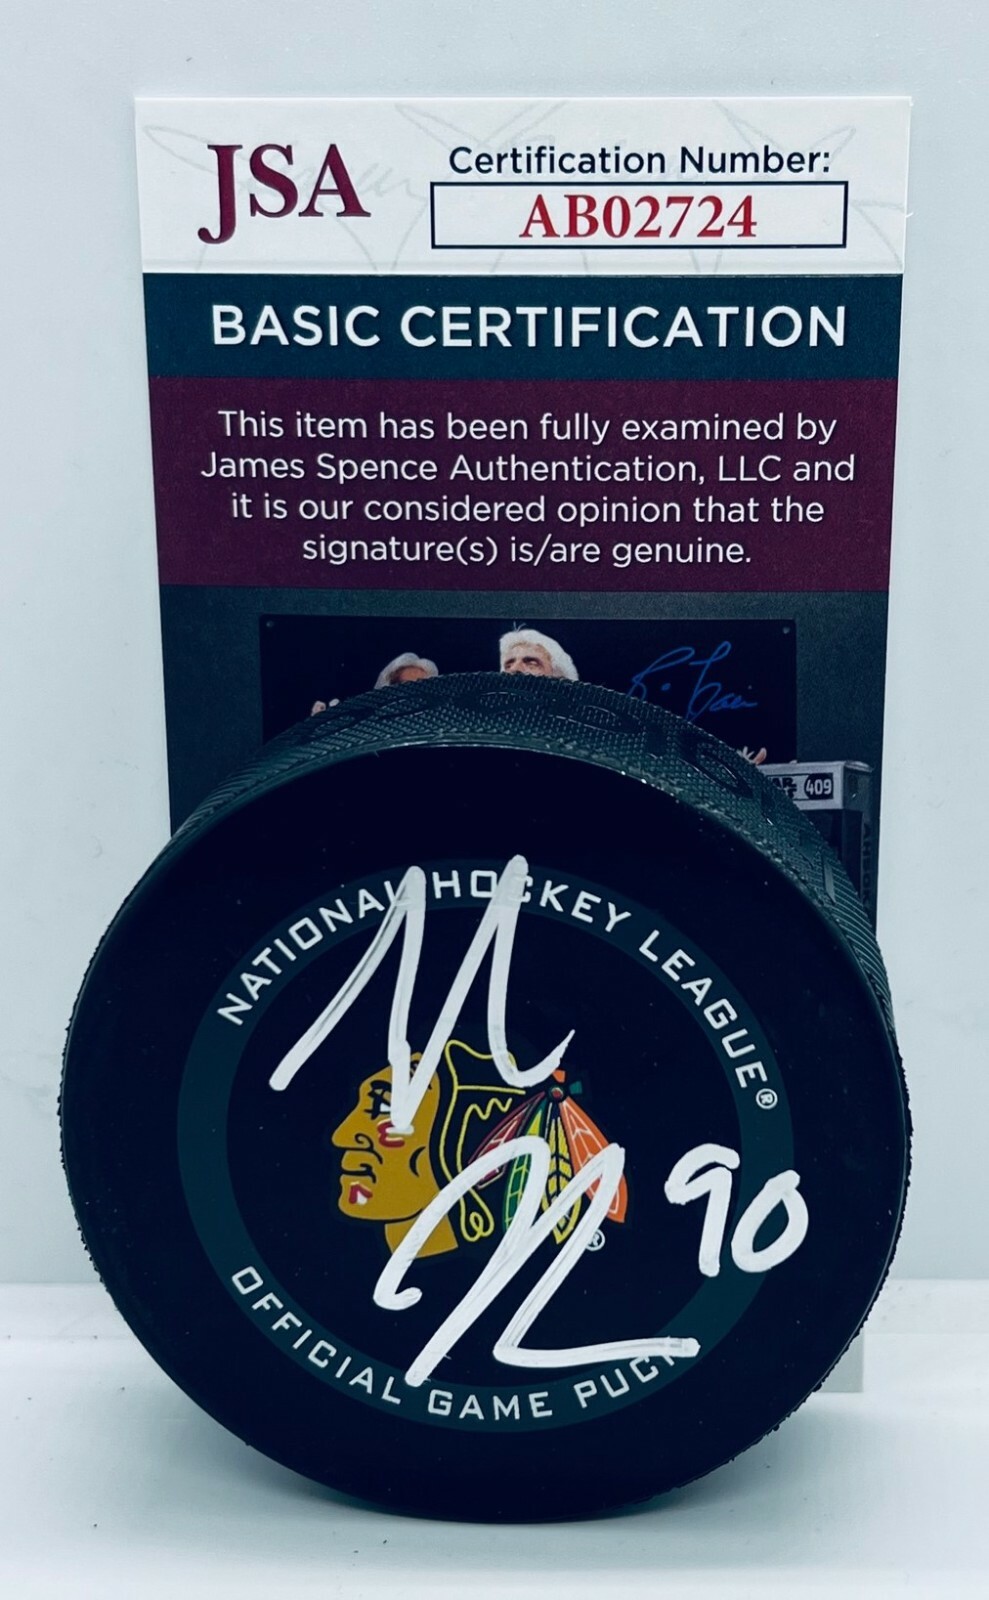 JSA
Certification Number:
AB02724
BASIC CERTIFICATION
This item has been fully examined by
James Spence Authentication, LLC and
it is our considered opinion that the
signature(s) is/are genuine.
409
NATIONAL HOCKEY LEAGUE®
90
®
OFFICIAL GAME PUCK